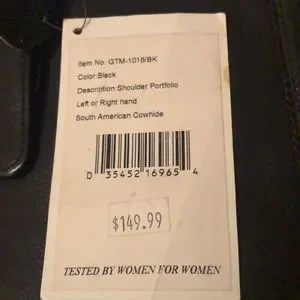 Item No. GTM-1018/BK
Color:Black
Description:Shoulder Portfolio
Left or Right hand
South American Cowhide
0 35452 16965 4
$149.99
TESTED BY WOMEN FOR WOMEN